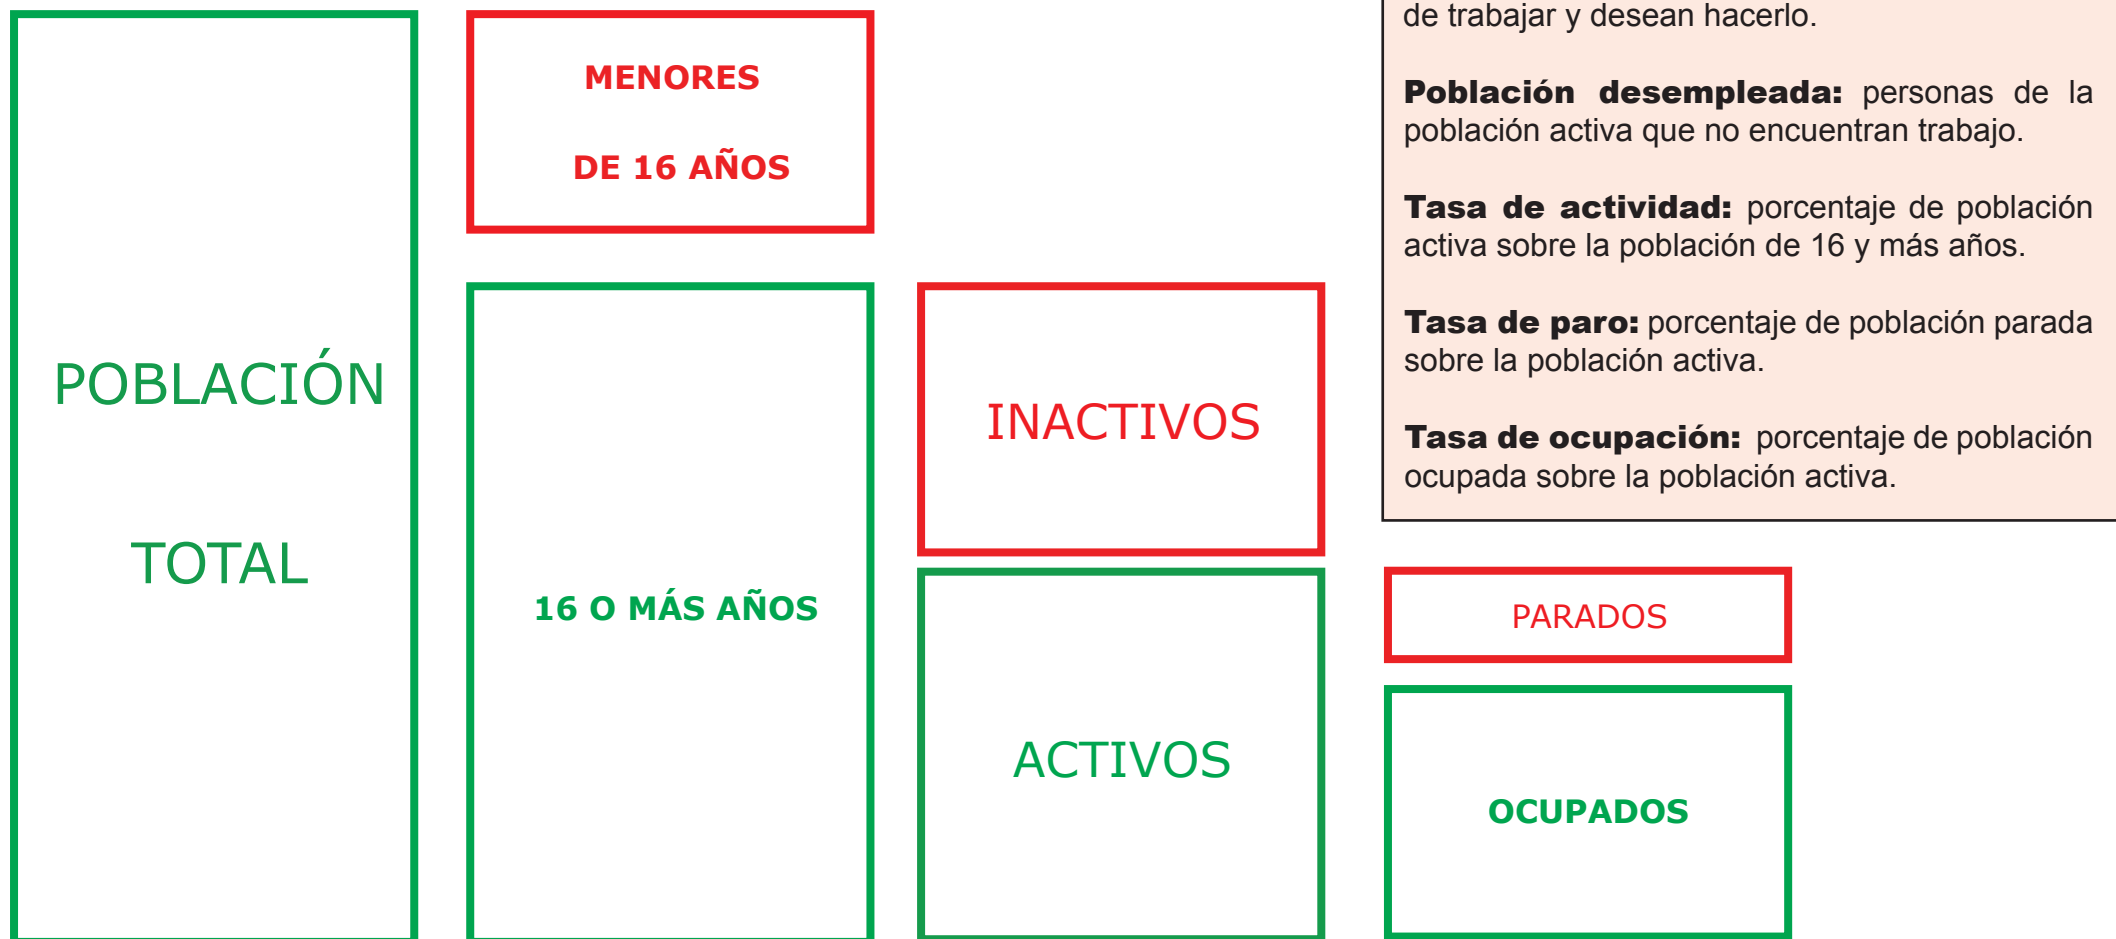 POBLACIÓN
TOTAL
MENORES
DE 16 AÑOS
16 O MÁS AÑOS
INACTIVOS
ACTIVOS
de trabajar y desean hacerlo.
Población desempleada: personas de la
población activa que no encuentran trabajo.
Tasa de actividad: porcentaje de población
activa sobre la población de 16 y más años.
Tasa de paro: porcentaje de población parada
sobre la población activa.
Tasa de ocupación: porcentaje de población
ocupada sobre la población activa.
PARADOS
OCUPADOS